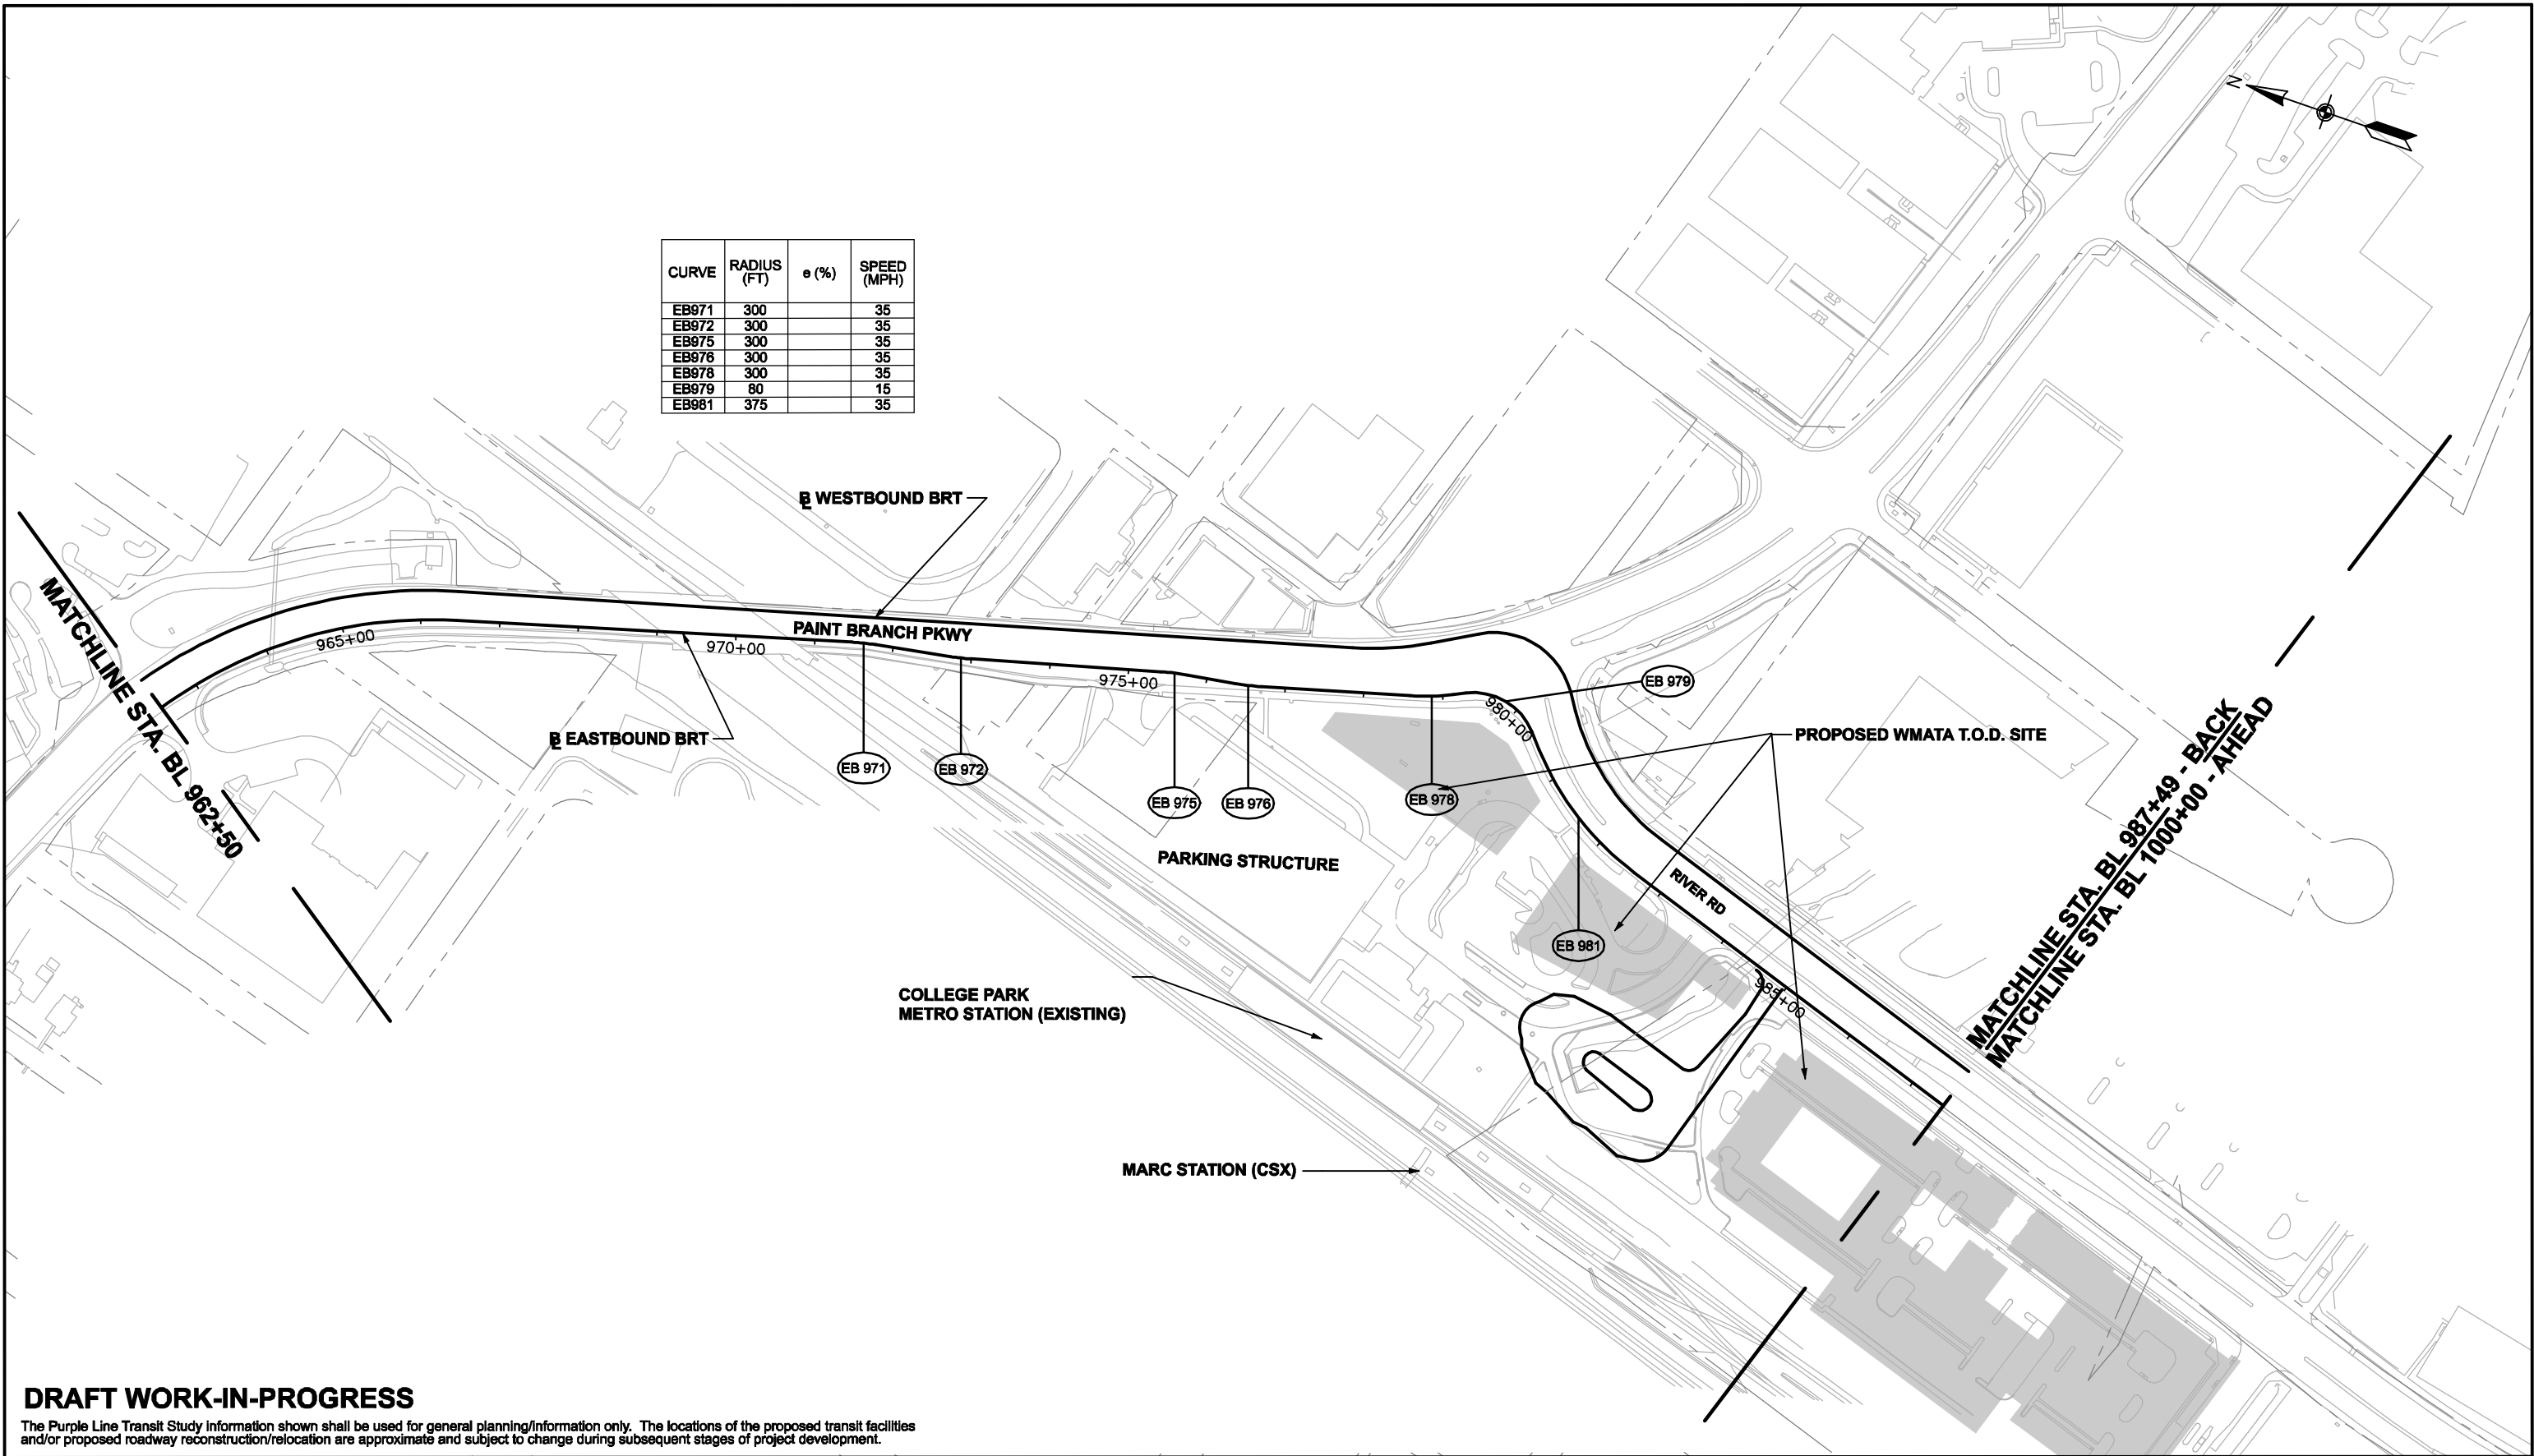 N
CURVE RADIUS (FT) e (%) SPEED (MPH)
EB971 300 35
EB972 300 35
EB975 300 35
EB976 300 35
EB978 300 35
EB979 80 15
EB981 375 35
BL WESTBOUND BRT
MATCHLINE STA. BL 962+50
965+00
PAINT BRANCH PKWY
970+00
975+00
BL EASTBOUND BRT
EB 971
EB 972
EB 975
EB 976
EB 978
EB 979
980+00
PROPOSED WMATA T.O.D. SITE
PARKING STRUCTURE
RIVER RD
EB 981
985+00
MATCHLINE STA. BL 987+49 - BACK
MATCHLINE STA. BL 1000+00 - AHEAD
COLLEGE PARK
METRO STATION (EXISTING)
MARC STATION (CSX)
DRAFT WORK-IN-PROGRESS
The Purple Line Transit Study information shown shall be used for general planning/information only. The locations of the proposed transit facilities
and/or proposed roadway reconstruction/relocation are approximate and subject to change during subsequent stages of project development.